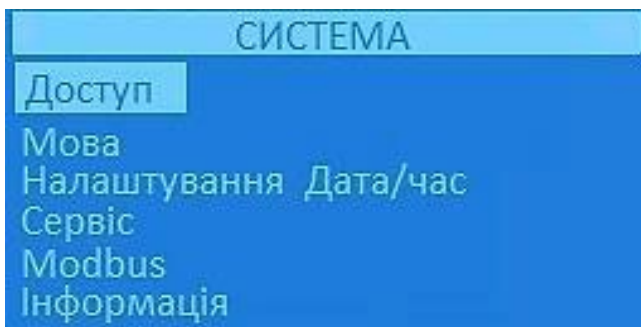 СИСТЕМА
Доступ
Мова
Налаштування Дата/час
Сервіс
Modbus
Інформація